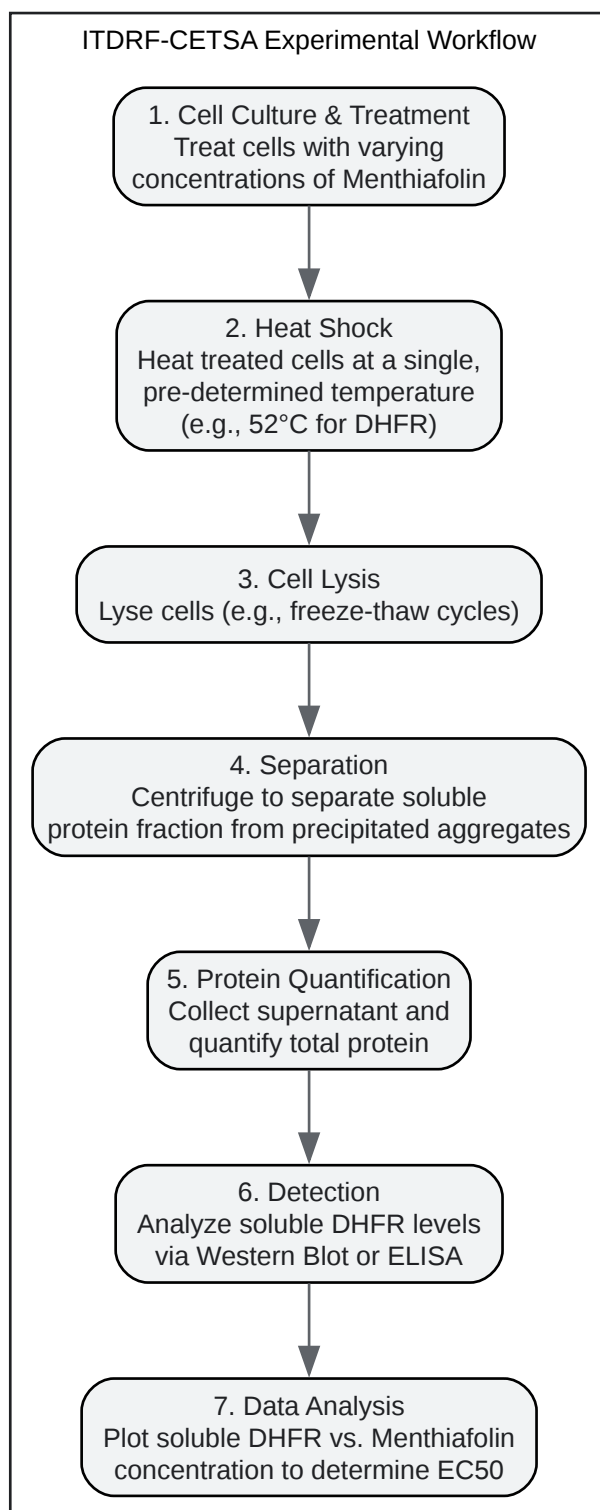 ITDRF-CETSA Experimental Workflow
1. Cell Culture & Treatment
Treat cells with varying
concentrations of Menthiafolin
2. Heat Shock
Heat treated cells at a single,
pre-determined temperature
(e.g., 52°C for DHFR)
3. Cell Lysis
Lyse cells (e.g., freeze-thaw cycles)
4. Separation
Centrifuge to separate soluble
protein fraction from precipitated aggregates
5. Protein Quantification
Collect supernatant and
quantify total protein
6. Detection
Analyze soluble DHFR levels
via Western Blot or ELISA
7. Data Analysis
Plot soluble DHFR vs. Menthiafolin
concentration to determine EC50